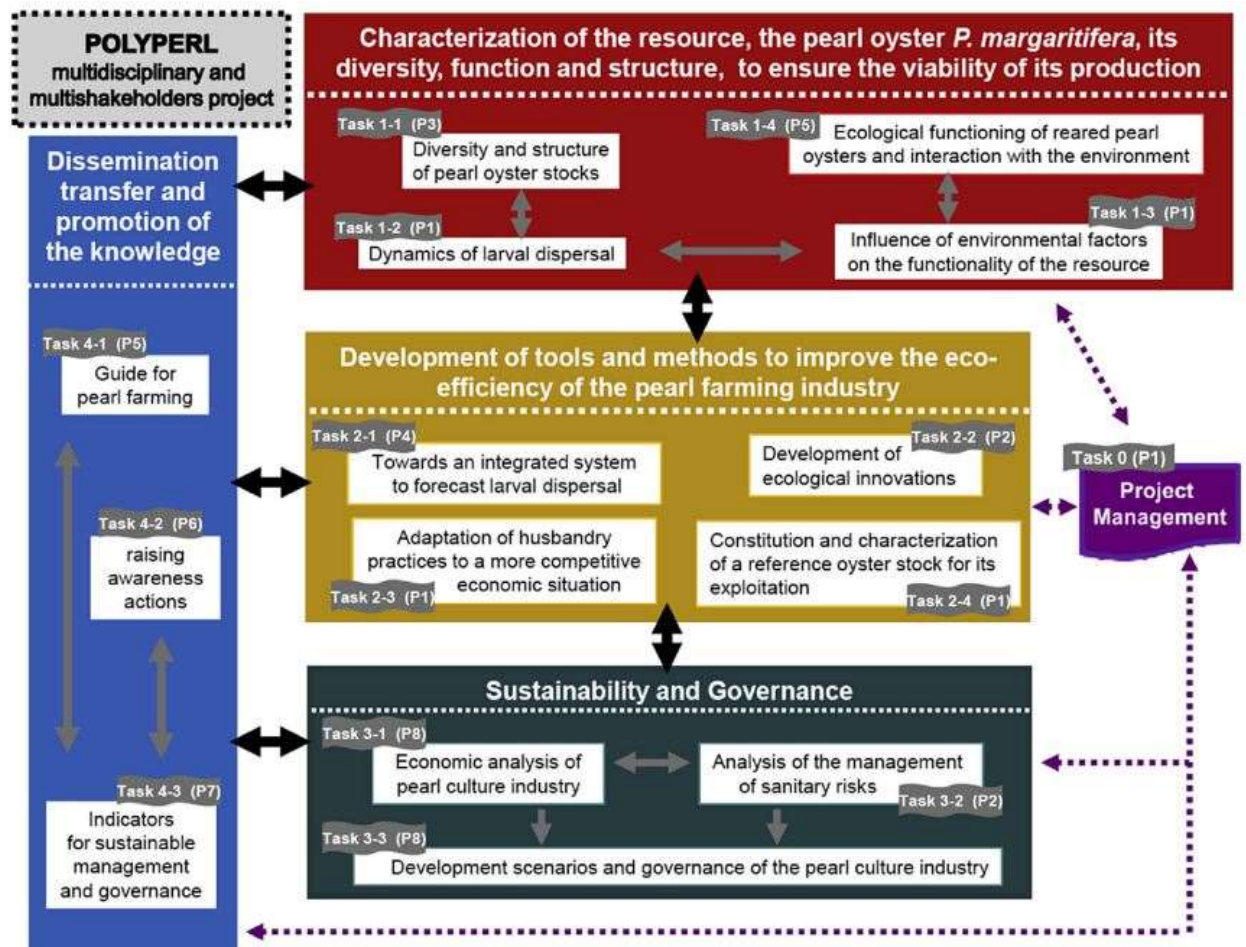 POLYPERL
multidisciplinary and
multishakeholders project
Characterization of the resource, the pearl oyster P. margaritifera, its
diversity, function and structure, to ensure the viability of its production
Task 1-1 (P3)
Diversity and structure
of pearl oyster stocks
Task 1-4 (P5)
Ecological functioning of reared pearl
oysters and interaction with the environment
Task 1-2 (P1)
Dynamics of larval dispersal
Task 1-3 (P1)
Influence of environmental factors
on the functionality of the resource
Dissemination
transfer and
promotion of
the knowledge
Task 4-1 (P5)
Guide for
pearl farming
Task 4-2 (P6)
raising
awareness
actions
Task 4-3 (P7)
Indicators
for sustainable
management
and governance
Development of tools and methods to improve the eco-
efficiency of the pearl farming industry
Task 2-1 (P4)
Towards an integrated system
to forecast larval dispersal
Task 2-2 (P2)
Development of
ecological innovations
Adaptation of husbandry
practices to a more competitive
economic situation
Task 2-3 (P1)
Constitution and characterization
of a reference oyster stock for its
exploitation
Task 2-4 (P1)
Task 0 (P1)
Project
Management
Sustainability and Governance
Task 3-1 (P8)
Economic analysis of
pearl culture industry
Analysis of the management
of sanitary risks
Task 3-2 (P2)
Task 3-3 (P8)
Development scenarios and governance of the pearl culture industry